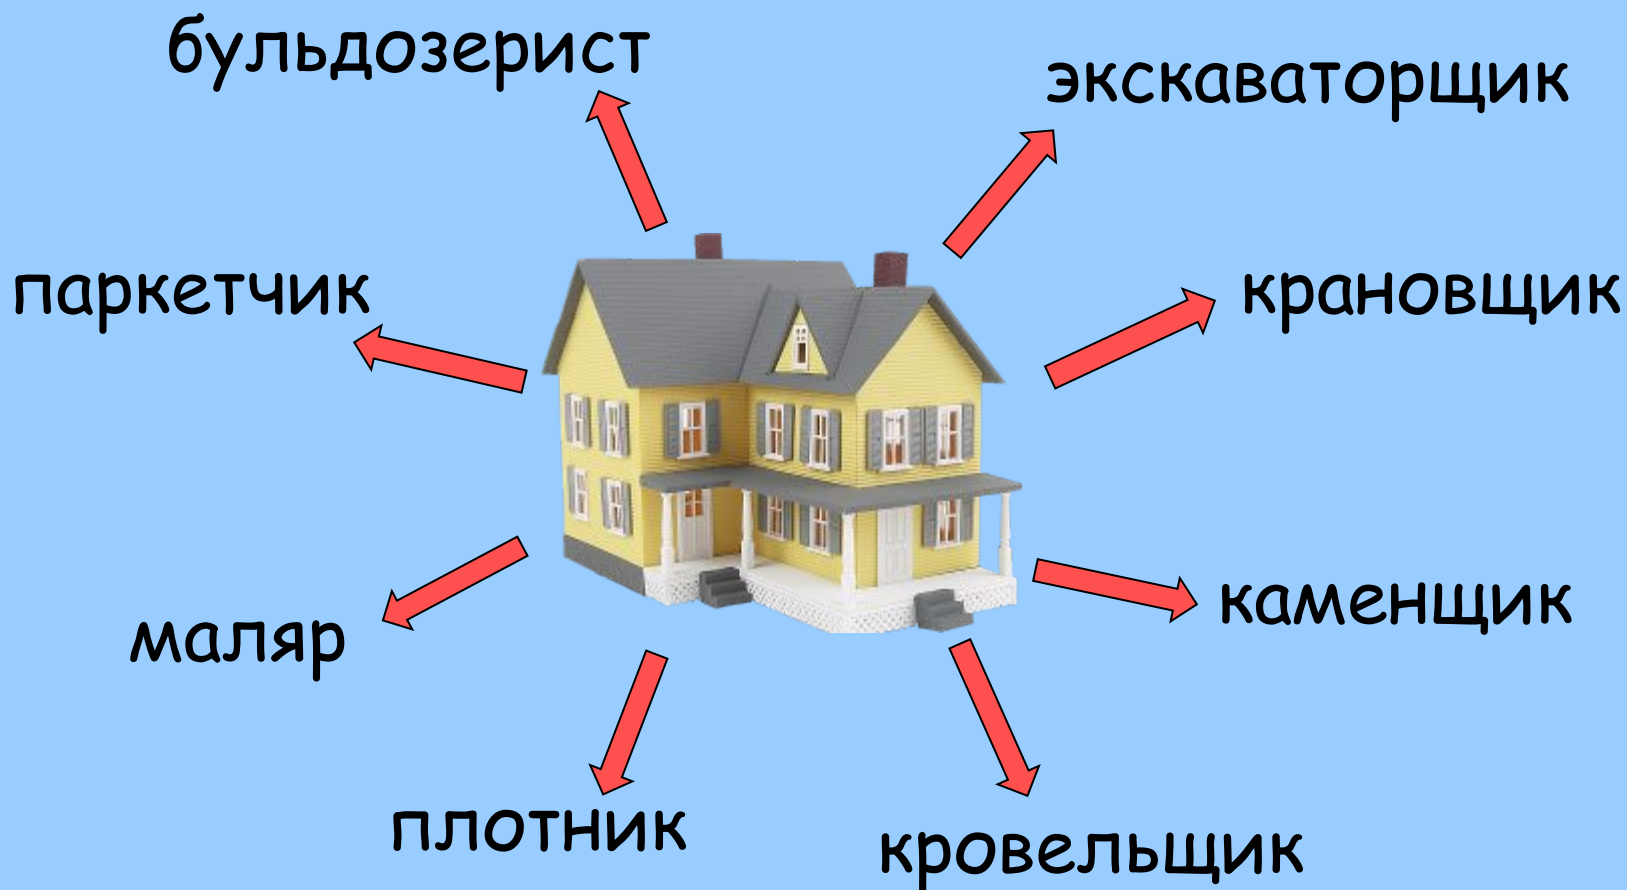 бульдозерист
экскаваторщик
паркетчик
крановщик
каменщик
маляр
плотник
кровельщик